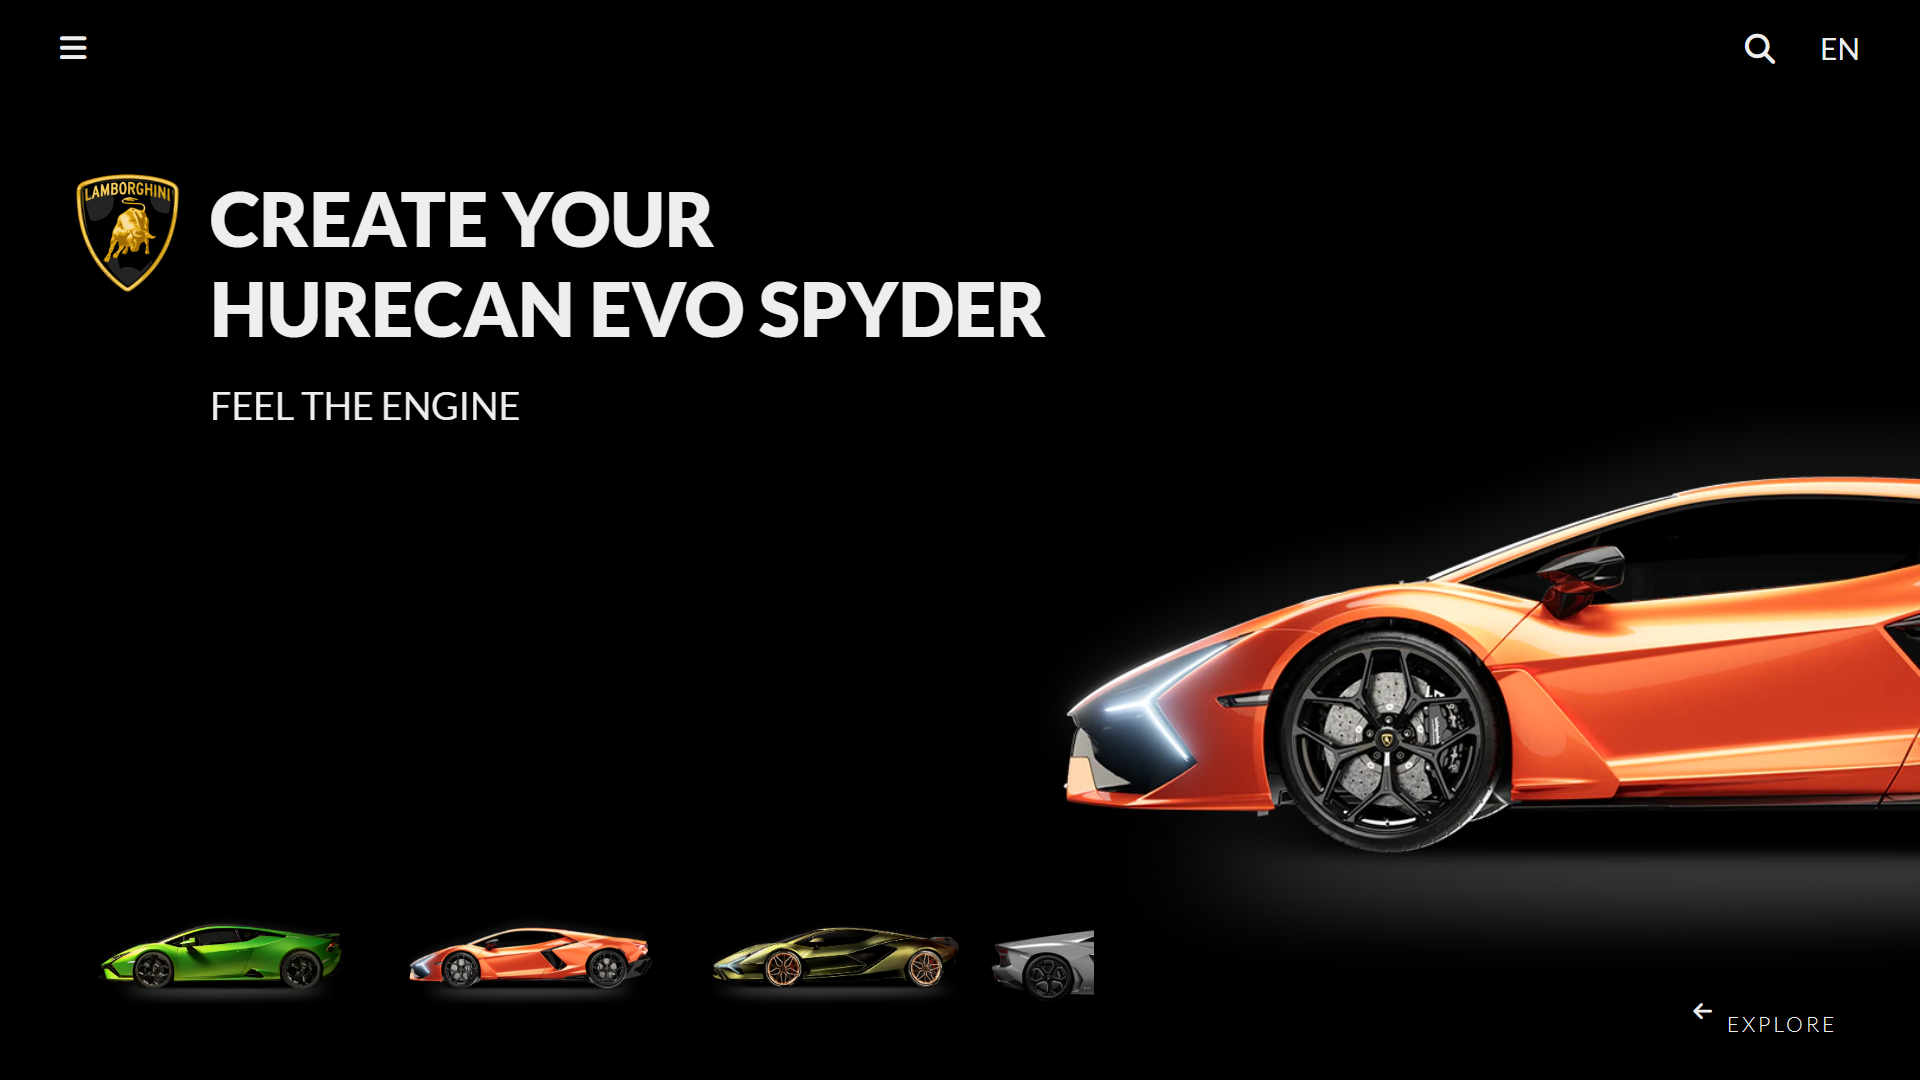 EN
LAMBORGHINI
CREATE YOUR
HURECAN EVO SPYDER
FEEL THE ENGINE
EXPLORE